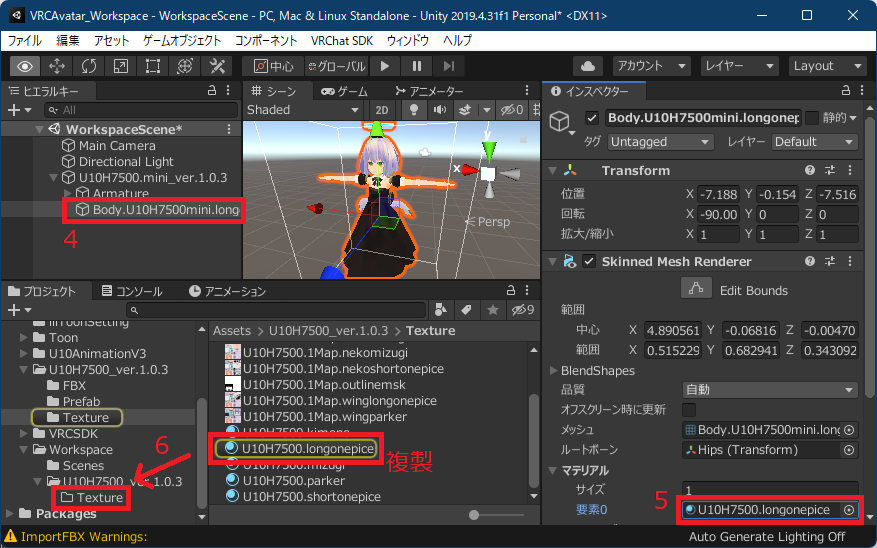 VRCAvatar_Workspace - WorkspaceScene - PC, Mac & Linux Standalone - Unity 2019.4.31f1 Personal* <DX11>
ファイル 編集 アセット ゲームオブジェクト コンポーネント VRChat SDK ウィンドウ ヘルプ
中心 グローバル アカウント レイヤー Layout
ヒエラルキー
All
WorkspaceScene*
Main Camera
Directional Light
U10H7500.mini_ver.1.0.3
Armature
Body.U10H7500mini.long
4
シーン ゲーム アニメーター
Shaded 2D 0
y
x
Persp
プロジェクト コンソール アニメーション
9
lilToonSetting
Toon
U10AnimationV3
U10H7500_ver.1.0.3
FBX
Prefab
Texture
VRCSDK
Workspace
Scenes
U10H7500_ver.1.0.3
Texture
Packages
6
Assets > U10H7500_ver.1.0.3 > Texture
U10H7500.1Map.nekomizugi
U10H7500.1Map.nekoshortonepice
U10H7500.1Map.outlinemsk
U10H7500.1Map.winglongonepice
U10H7500.1Map.wingparker
U10H7500.kimono
U10H7500.longonepice
U10H7500.mizugi
U10H7500.parker
U10H7500.shortonepice
複製
インスペクター
Body.U10H7500mini.longonep 静的
タグ Untagged レイヤー Default
Transform
位置 X -7.188 Y -0.154 Z -7.516
回転 X -90.00 Y 0 Z 0
拡大/縮小 X 1 Y 1 Z 1
Skinned Mesh Renderer
Edit Bounds
範囲
中心 X 4.890561 Y -0.06816 Z -0.00470
範囲 X 0.515229 Y 0.682941 Z 0.343092
BlendShapes
品質 自動
オフスクリーン時に更新
メッシュ Body.U10H7500mini.long
ルートボーン Hips (Transform)
マテリアル
サイズ 1
5
要素0 U10H7500.longonepice
ImportFBX Warnings:
Auto Generate Lighting Off